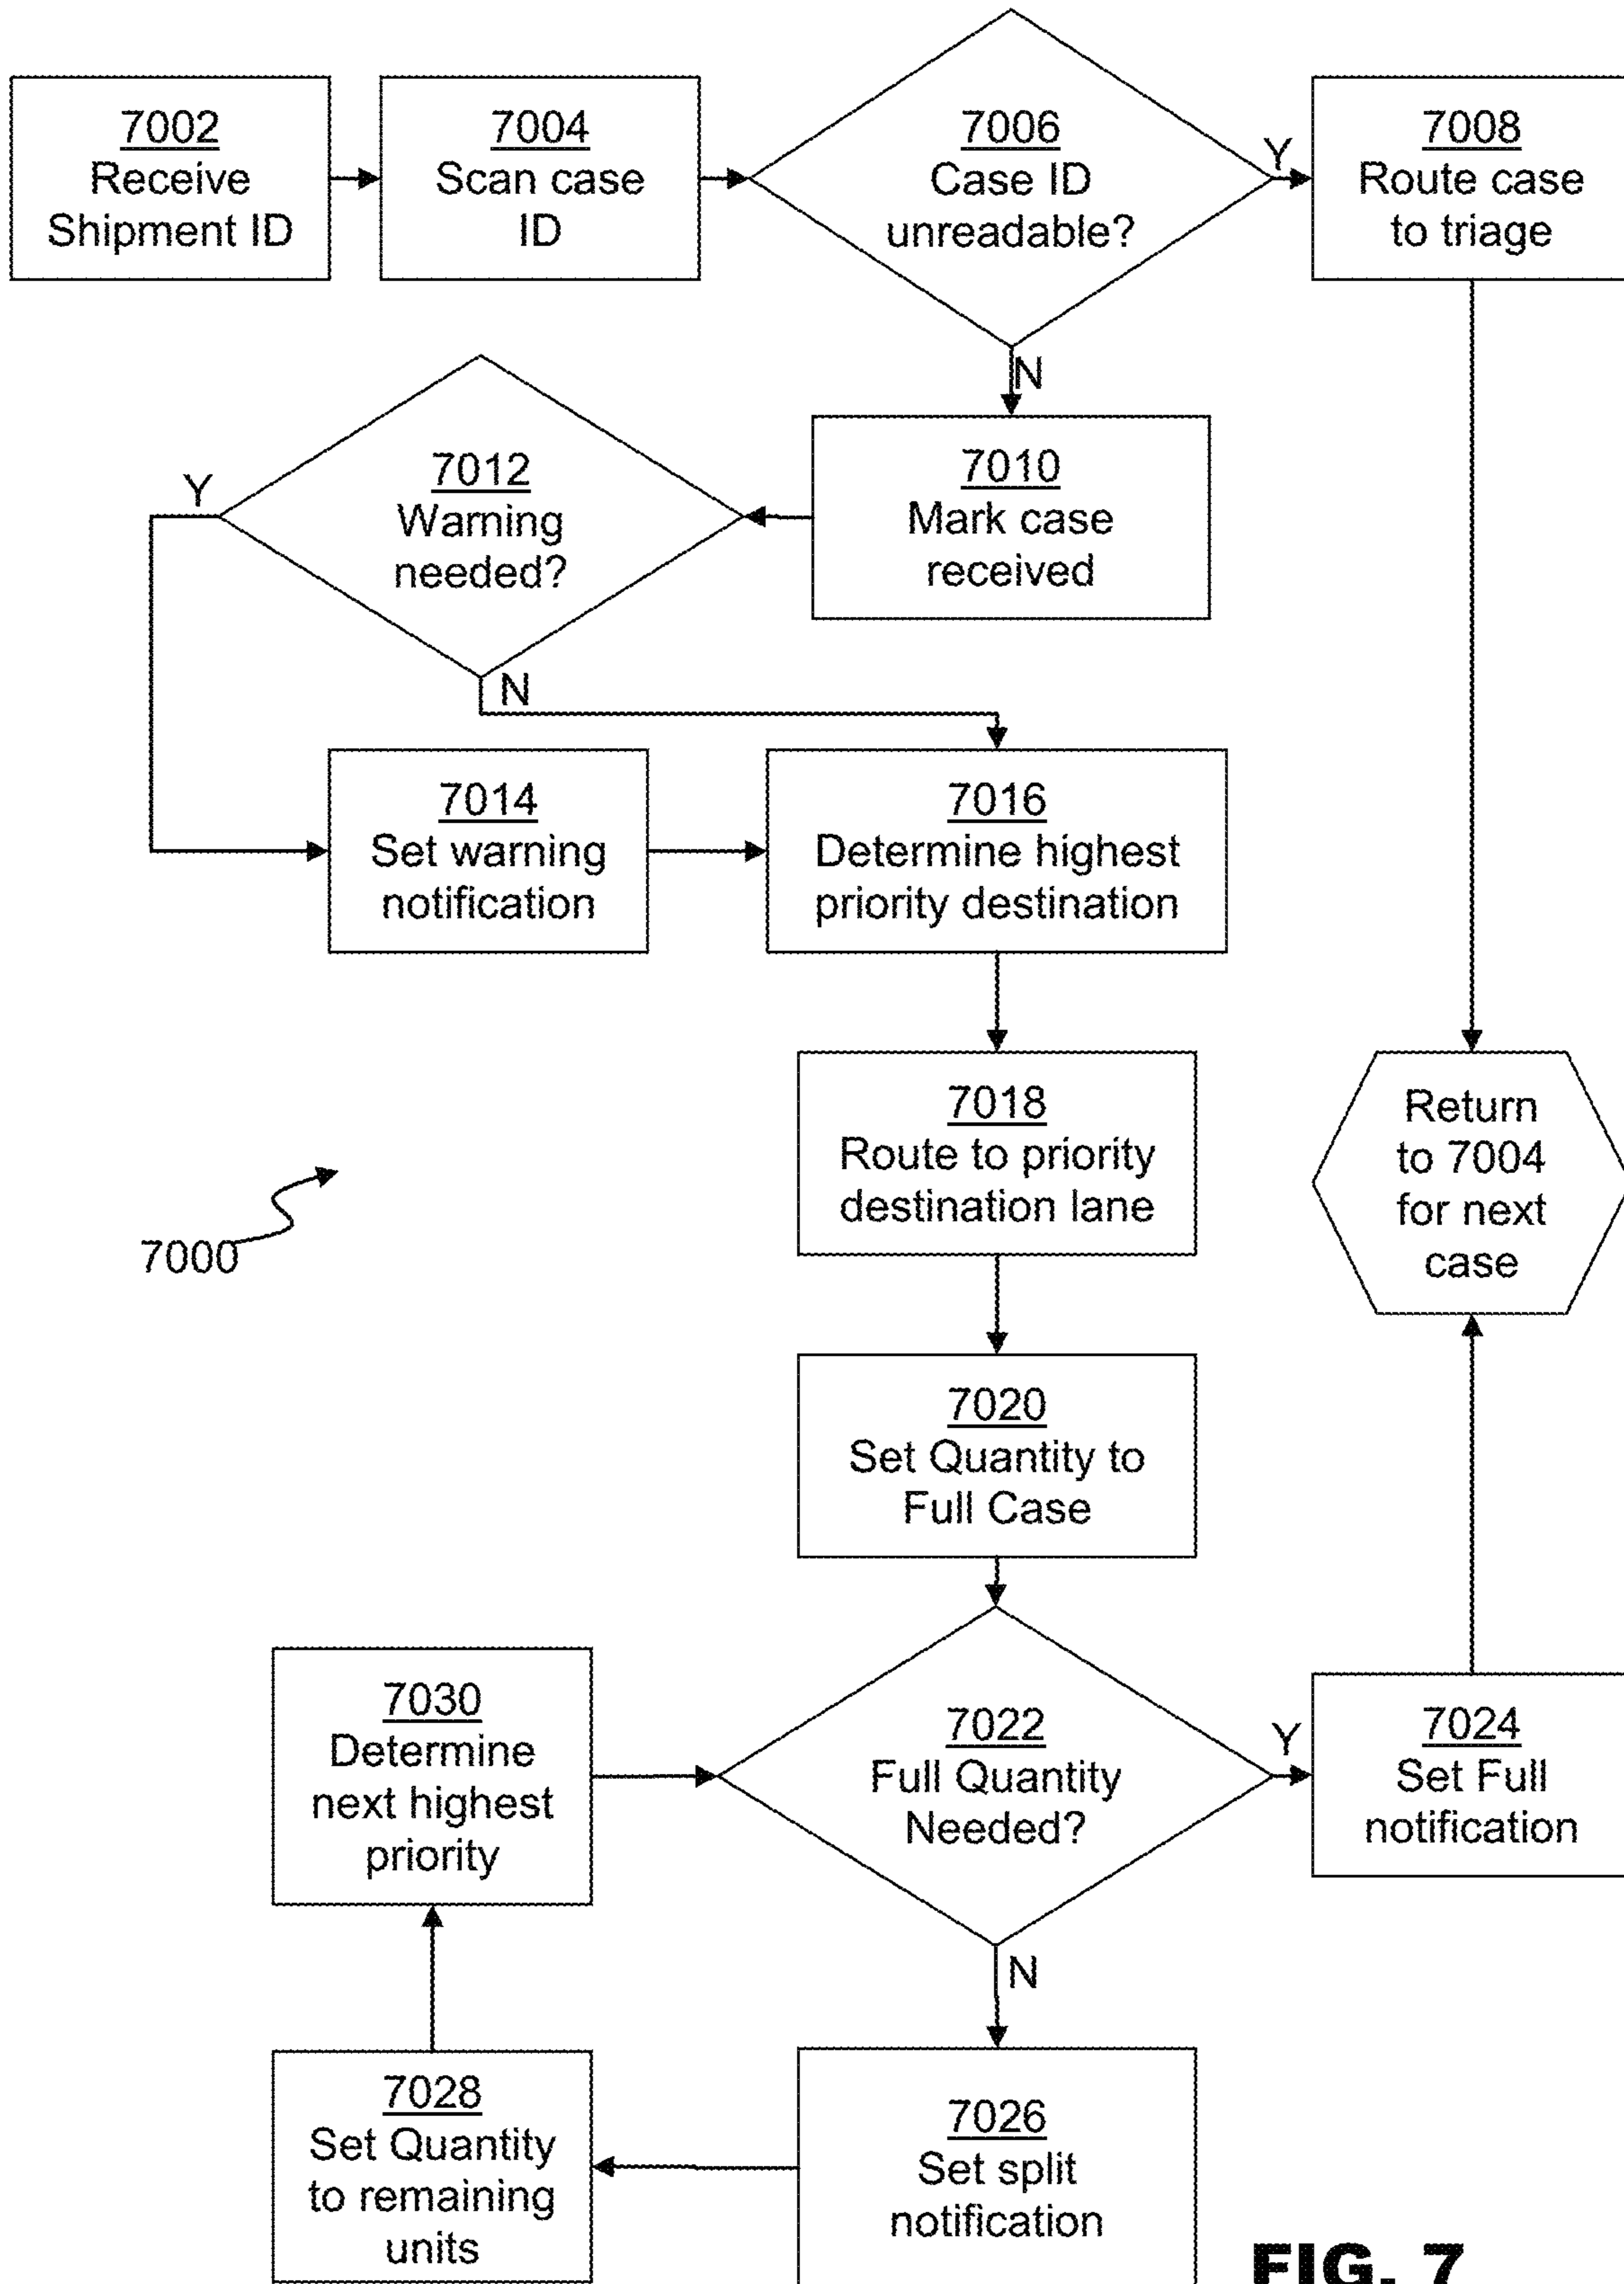 7002
Receive
Shipment ID
7004
Scan case
ID
7006
Case ID
unreadable?
Y
7008
Route case
to triage
N
7010
Mark case
received
7012
Warning
needed?
Y
N
7014
Set warning
notification
7016
Determine highest
priority destination
7018
Route to priority
destination lane
Return
to 7004
for next
case
7000
7020
Set Quantity to
Full Case
7022
Full Quantity
Needed?
Y
7024
Set Full
notification
N
7026
Set split
notification
7028
Set Quantity
to remaining
units
7030
Determine
next highest
priority
FIG. 7